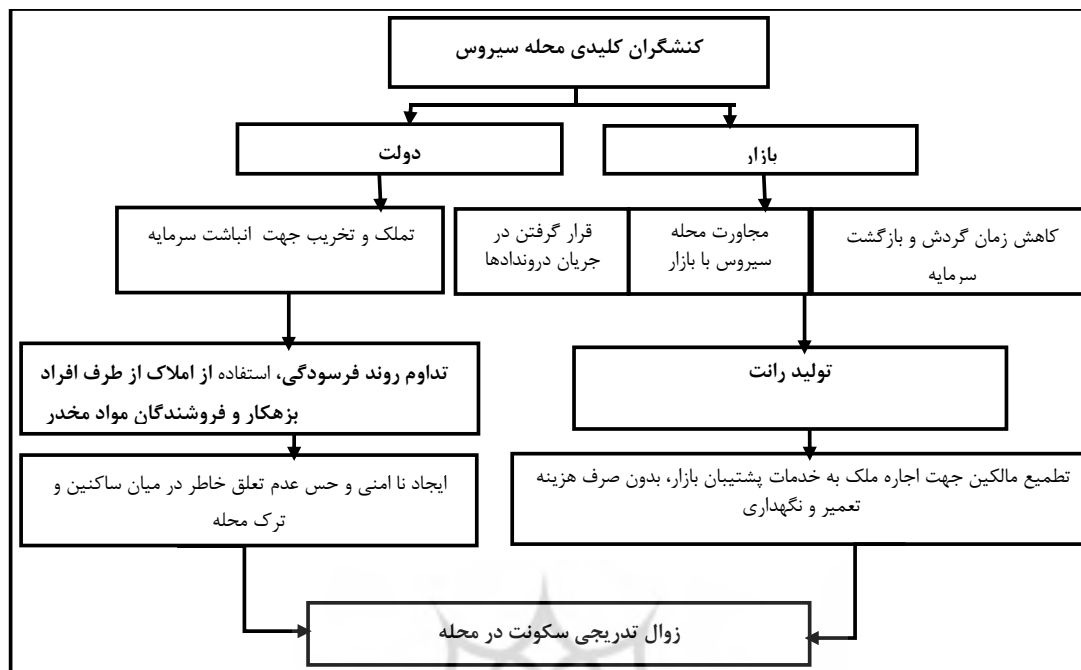 کنشگران کلیدی محله سیروس
بازار
دولت
کاهش زمان گردش و بازگشت
سرمایه
مجاورت محله
سیروس با بازار
قرار گرفتن در
جریان دروندادها
تملک و تخریب جهت انباشت سرمایه
تولید رانت
تداوم روند فرسودگی، استفاده از املاک از طرف افراد
بزهکار و فروشندگان مواد مخدر
تطمیع مالکین جهت اجاره ملک به خدمات پشتیبان بازار، بدون صرف هزینه
تعمیر و نگهداری
ایجاد نا امنی و حس عدم تعلق خاطر در میان ساکنین و
ترک محله
زوال تدریجی سکونت در محله